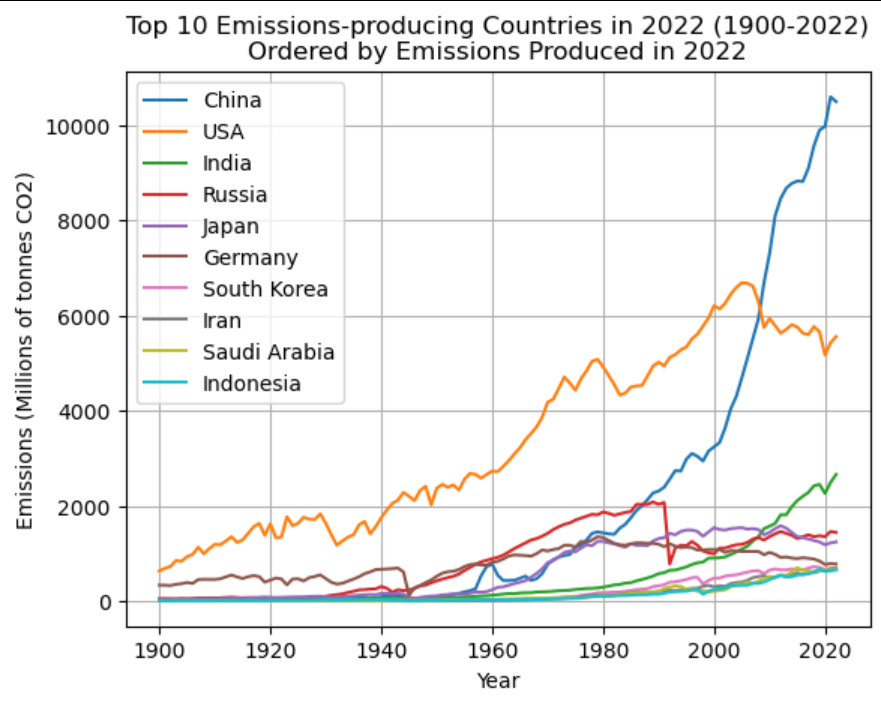 Top 10 Emissions-producing Countries in 2022 (1900-2022)
Ordered by Emissions Produced in 2022
China
USA
India
Russia
Japan
Germany
South Korea
Iran
Saudi Arabia
Indonesia
Emissions (Millions of tonnes CO2)
10000
8000
6000
4000
2000
0
1900 1920 1940 1960 1980 2000 2020
Year